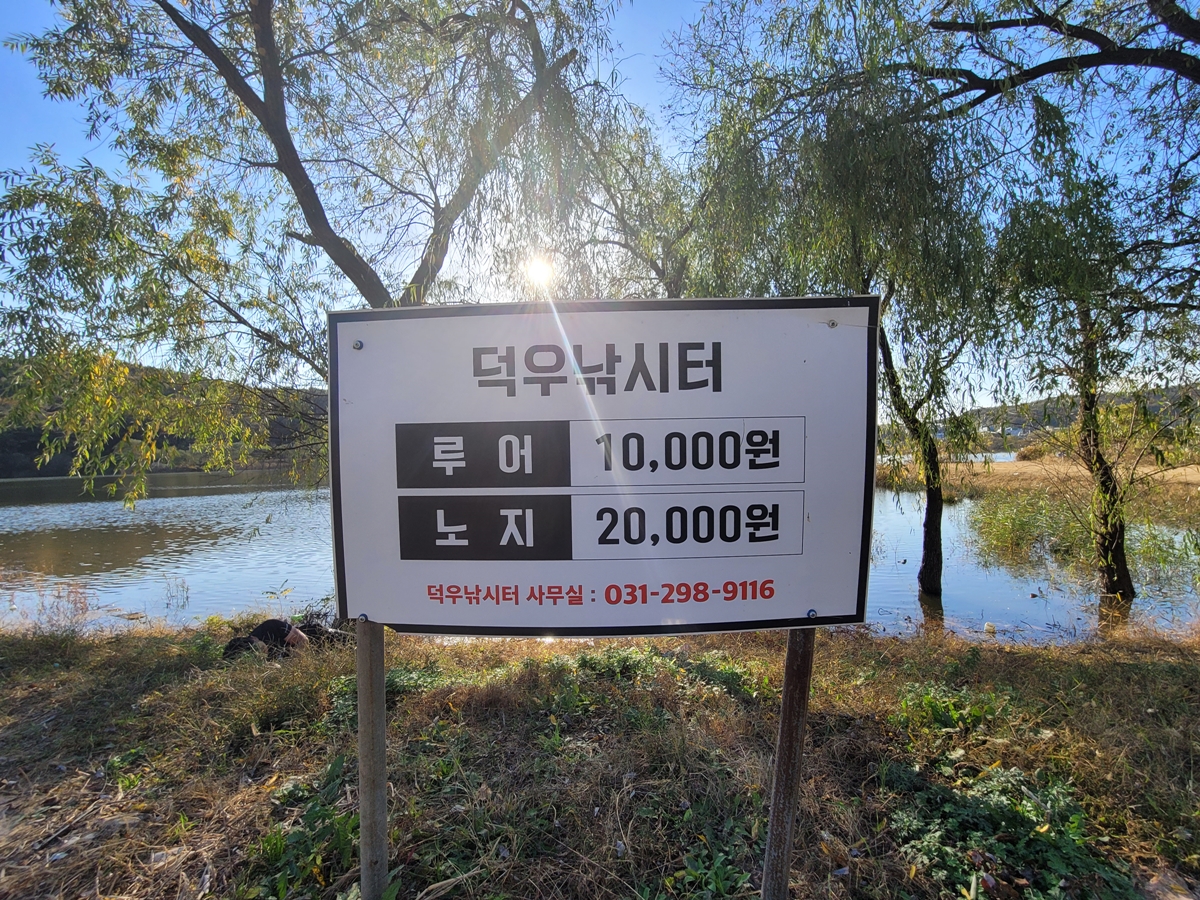 덕우낚시터
루어 10,000원
노지 20,000원
덕우낚시터 사무실 : 031-298-9116